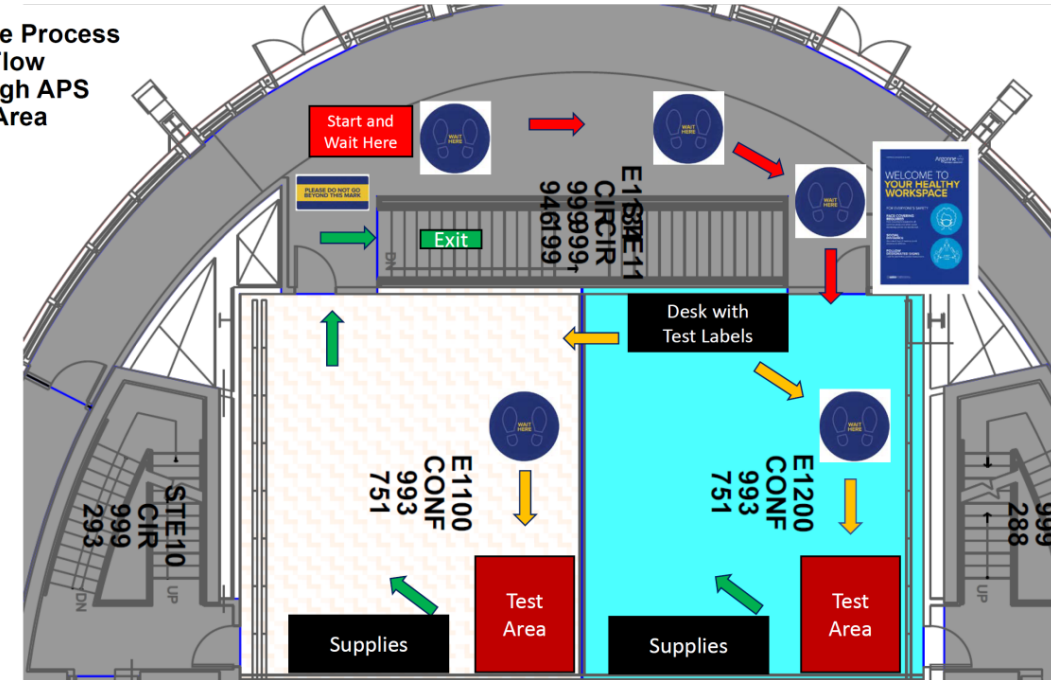 e Process
low
gh APS
Area
Start and
Wait Here
WAIT
HERE
WAIT
HERE
WAIT
HERE
PLEASE DO NOT GO
BEYOND THIS MARK
Argonne
WELCOME TO
YOUR HEALTHY
WORKSPACE
Exit
DN
Desk with
Test Labels
WAIT
HERE
WAIT
HERE
E1100
CONF
993
751
E1200
CONF
993
751
STE10
CIR
999
293
UP
DN
999
288
UP
Test
Area
Supplies
Test
Area
Supplies